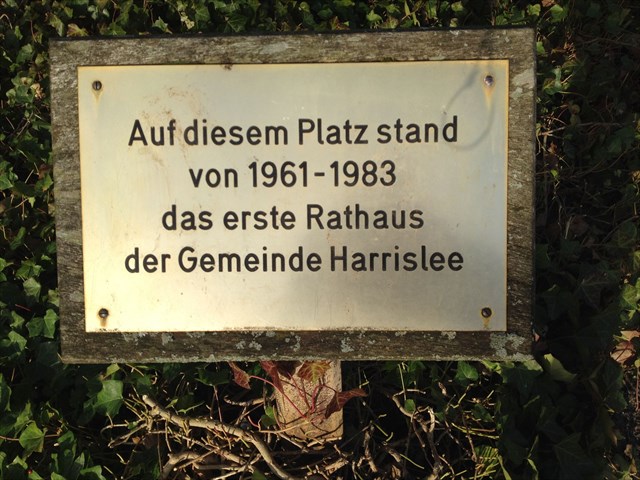 Auf diesem Platz stand
von 1961-1983
das erste Rathaus
der Gemeinde Harrislee